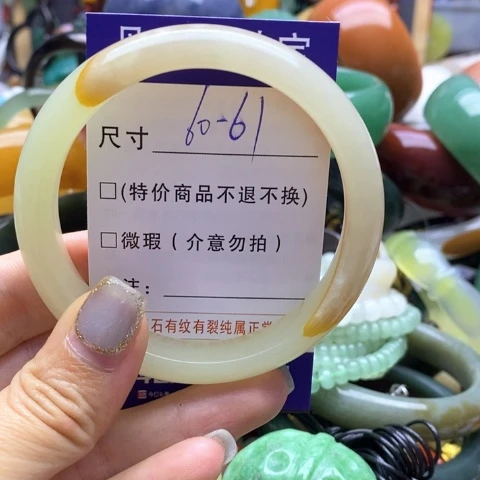 尺寸 60-61
□(特价商品不退不换)
□微瑕(介意勿拍)
注:
石有纹有裂纯属正常